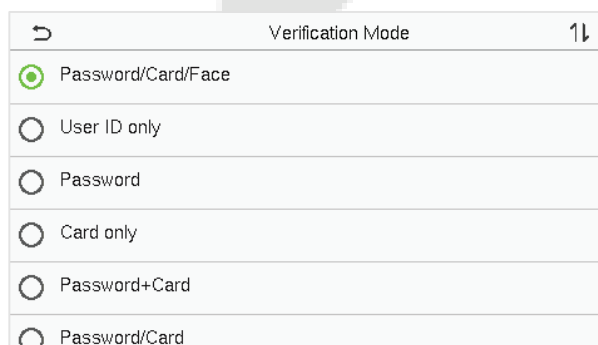 Verification Mode
Password/Card/Face
User ID only
Password
Card only
Password+Card
Password/Card